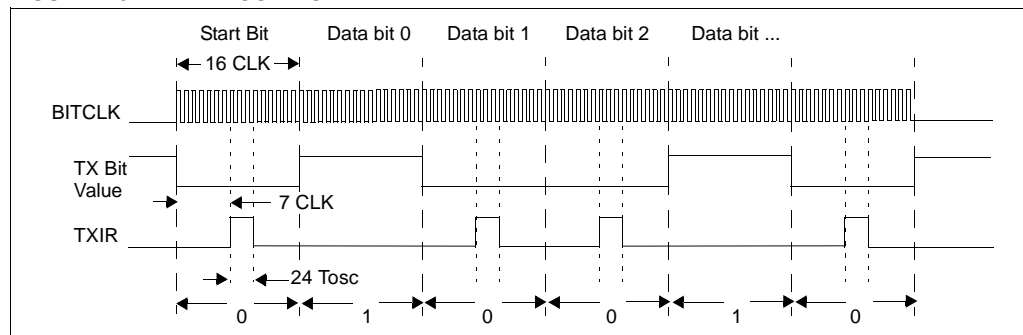 Start Bit Data bit 0 Data bit 1 Data bit 2 Data bit ...
16 CLK
BITCLK
TX Bit
Value
7 CLK
TXIR
24 Tosc
0 1 0 0 1 0